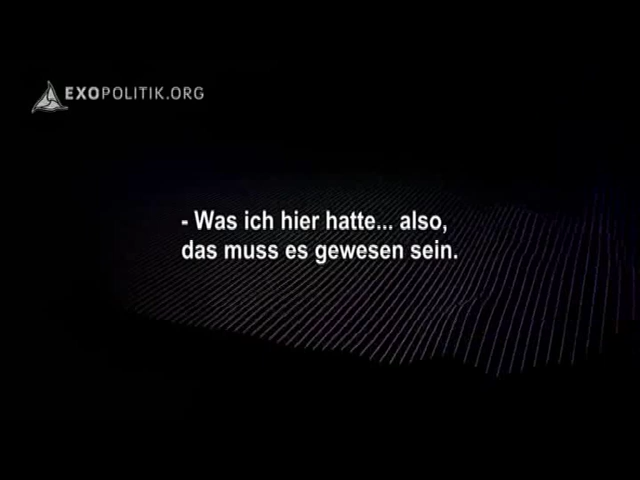 EXOPOLITIK.ORG
- Was ich hier hatte... also,
das muss es gewesen sein.